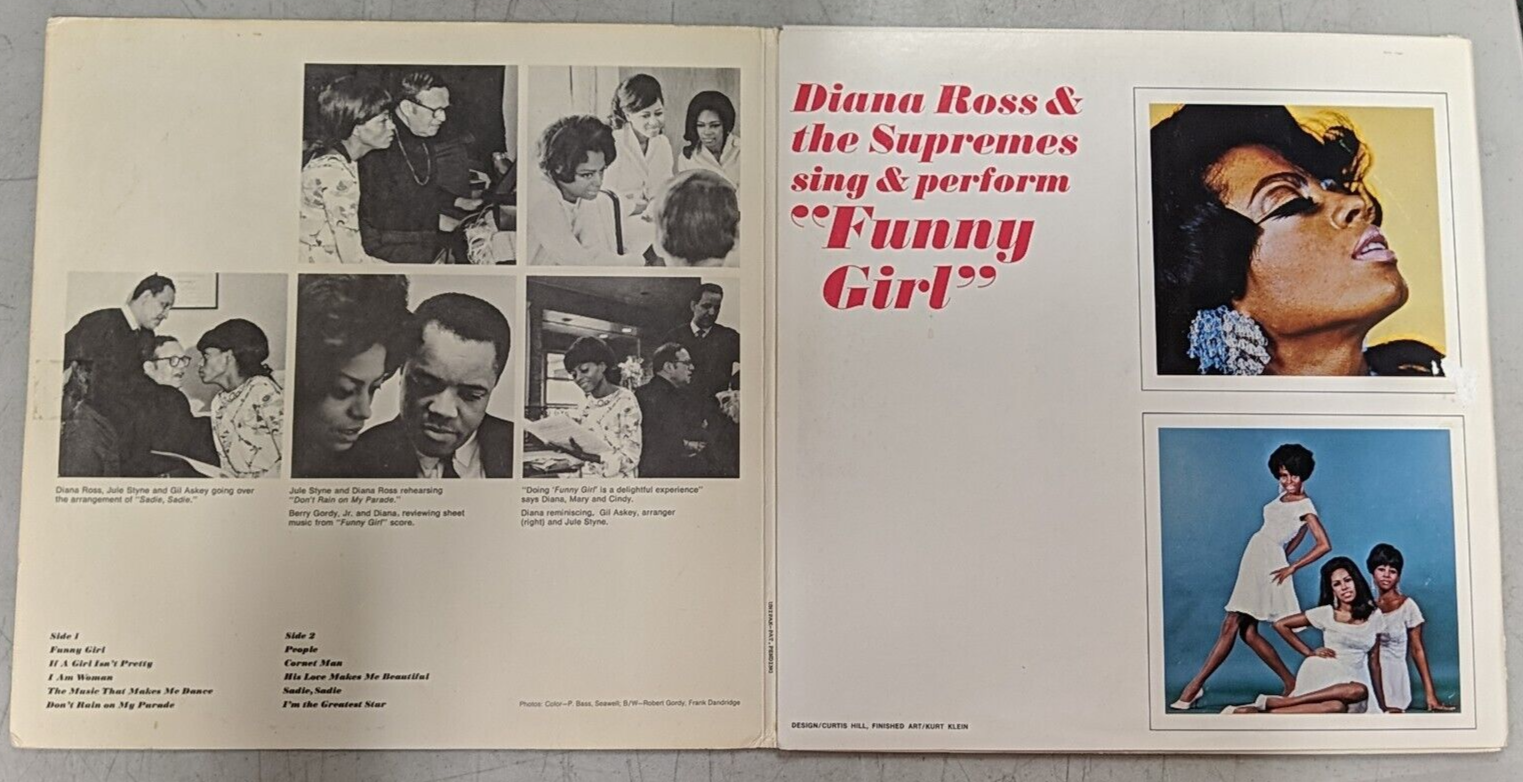 Diana Ross, Jule Styne and Gil Askey going over
the arrangement of "Sadie, Sadie."
Jule Styne and Diana Ross rehearsing
"Don't Rain on My Parade."
Berry Gordy, Jr. and Diana, reviewing sheet
music from "Funny Girl" score.
"Doing 'Funny Girl' is a delightful experience"
says Diana, Mary and Cindy.
Diana reminiscing, Gil Askey, arranger
(right) and Jule Styne.
Side 1
Funny Girl
If A Girl Isn't Pretty
I Am Woman
The Music That Makes Me Dance
Don't Rain on My Parade
Side 2
People
Cornet Man
His Love Makes Me Beautiful
Sadie, Sadie
I'm the Greatest Star
Photos: Color—P. Bass, Seawell; B/W—Robert Gordy, Frank Dandridge
UNIPAK—PAT. PENDING
Diana Ross &
the Supremes
sing & perform
"Funny
Girl"
DESIGN/CURTIS HILL, FINISHED ART/KURT KLEIN